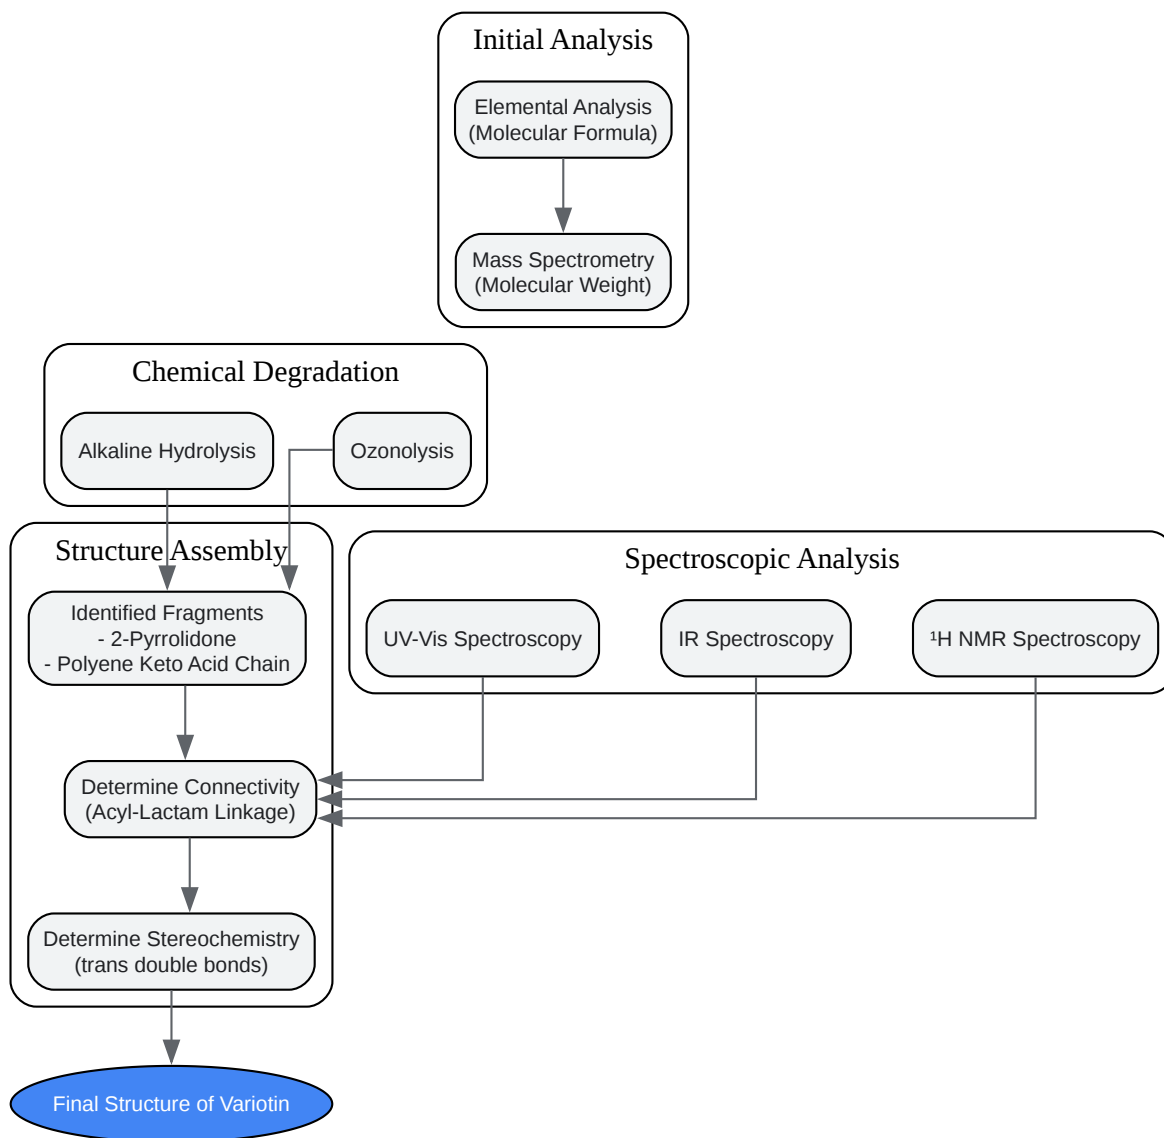 Initial Analysis
Elemental Analysis
(Molecular Formula)
Mass Spectrometry
(Molecular Weight)
Chemical Degradation
Alkaline Hydrolysis
Ozonolysis
Structure Assembly
Identified Fragments
- 2-Pyrrolidone
- Polyene Keto Acid Chain
Spectroscopic Analysis
UV-Vis Spectroscopy
IR Spectroscopy
¹H NMR Spectroscopy
Determine Connectivity
(Acyl-Lactam Linkage)
Determine Stereochemistry
(trans double bonds)
Final Structure of Variotin